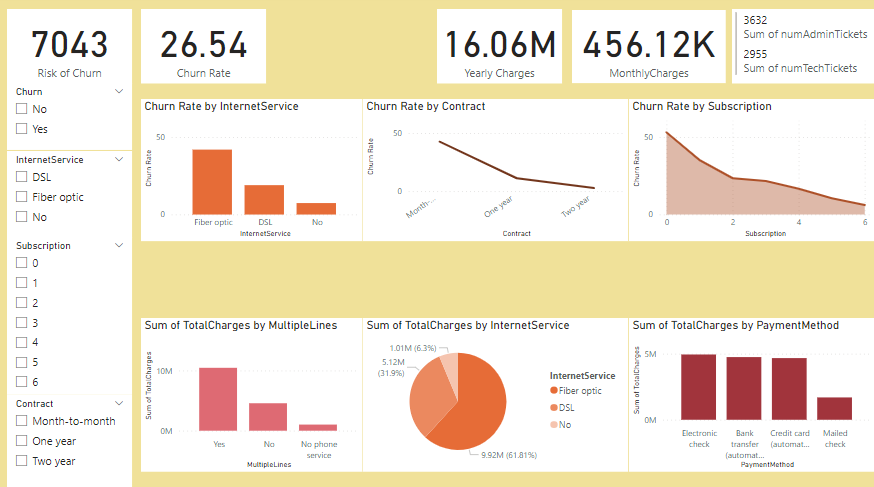 7043
Risk of Churn
26.54
Churn Rate
16.06M
Yearly Charges
456.12K
MonthlyCharges
3632
Sum of numAdminTickets
2955
Sum of numTechTickets
Churn
No
Yes
InternetService
DSL
Fiber optic
No
Subscription
0
1
2
3
4
5
6
Contract
Month-to-month
One year
Two year
Churn Rate by InternetService
Churn Rate
50
0
Fiber optic
DSL
No
InternetService
Churn Rate by Contract
Churn Rate
50
0
Month-...
One year
Two year
Contract
Churn Rate by Subscription
Churn Rate
50
0
0
2
4
6
Subscription
Sum of TotalCharges by MultipleLines
Sum of TotalCharges
10M
0M
Yes
No
No phone
service
MultipleLines
Sum of TotalCharges by InternetService
1.01M (6.3%)
5.12M
(31.9%)
9.92M (61.81%)
InternetService
Fiber optic
DSL
No
Sum of TotalCharges by PaymentMethod
Sum of TotalCharges
5M
0M
Electronic
check
Bank
transfer
(automat...
Credit card
(automat...
Mailed
check
PaymentMethod